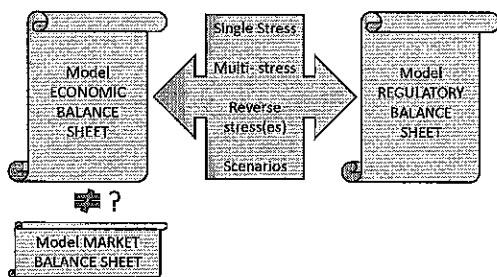 Model
ECONOMIC
BALANCE
SHEET
Single Stress
Multi- stress
Reverse
stress(es)
Scenarios
Model
REGULATORY
BALANCE
SHEET
≠ ?
Model MARKET
BALANCE SHEET